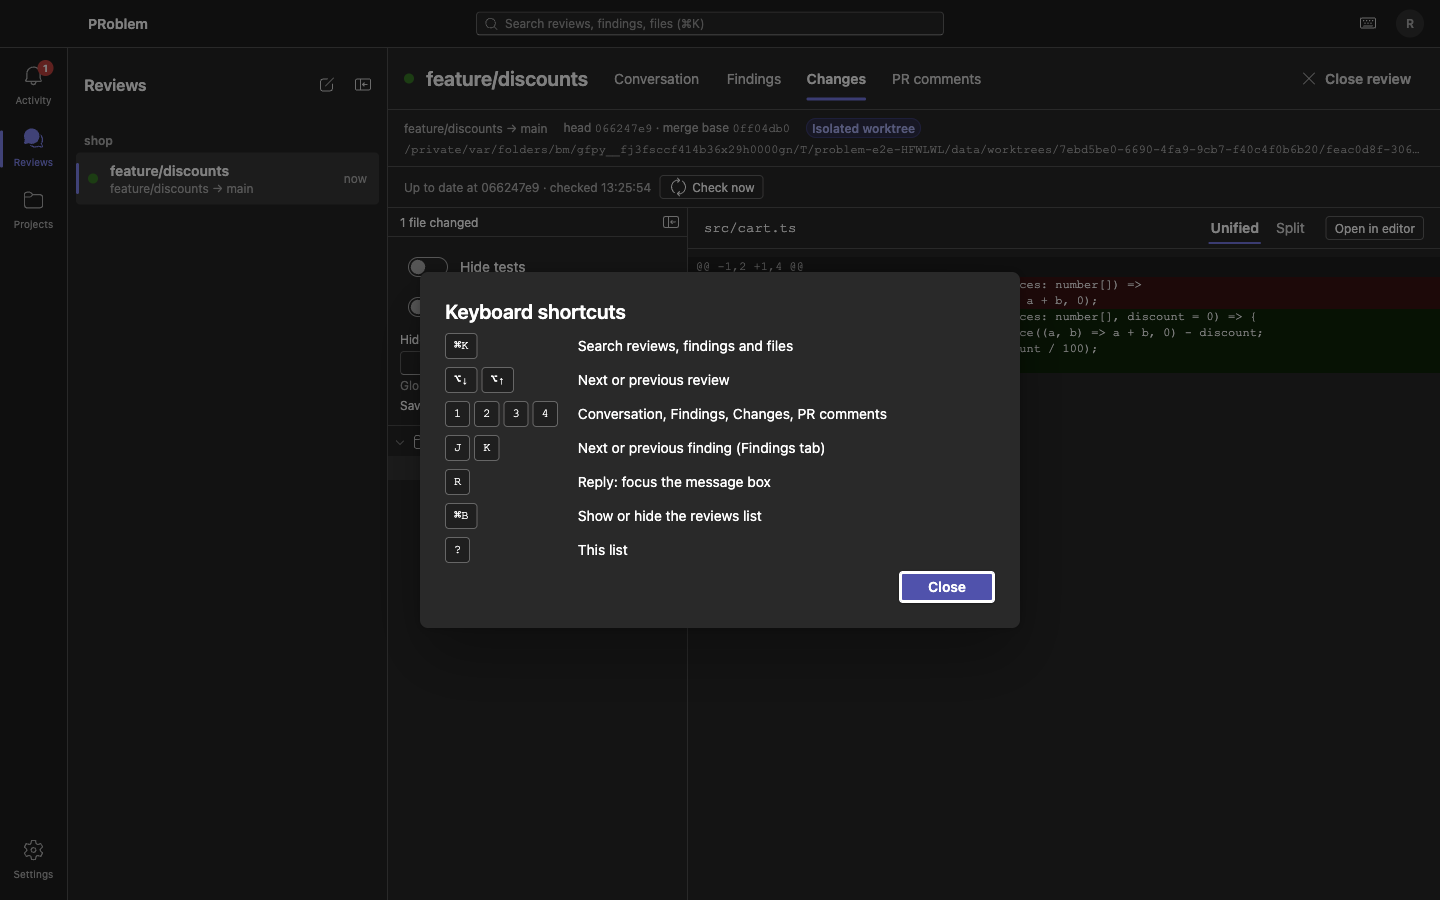 PRoblem
Search reviews, findings, files (⌘K)
R
1
Activity
Reviews
Projects
Settings
Reviews
shop
feature/discounts
feature/discounts → main
now
feature/discounts
Conversation
Findings
Changes
PR comments
Close review
feature/discounts → main
head 066247e9 · merge base 0ff04db0
Isolated worktree
/private/var/folders/bm/gfpy__fj3fsccf414b36x29h0000gn/T/problem-e2e-HFWLWL/data/worktrees/7ebd5be0-6690-4fa9-9cb7-f40c4f0b6b20/feac0d8f-306…
Up to date at 066247e9 · checked 13:25:54
Check now
1 file changed
src/cart.ts
Unified
Split
Open in editor
Hide tests
@@ -1,2 +1,4 @@
ces: number[]) =>
a + b, 0);
ces: number[], discount = 0) => {
ce((a, b) => a + b, 0) - discount;
unt / 100);
Hid
Glo
Sav
Keyboard shortcuts
⌘K Search reviews, findings and files
⌥↓ ⌥↑ Next or previous review
1 2 3 4 Conversation, Findings, Changes, PR comments
J K Next or previous finding (Findings tab)
R Reply: focus the message box
⌘B Show or hide the reviews list
? This list
Close